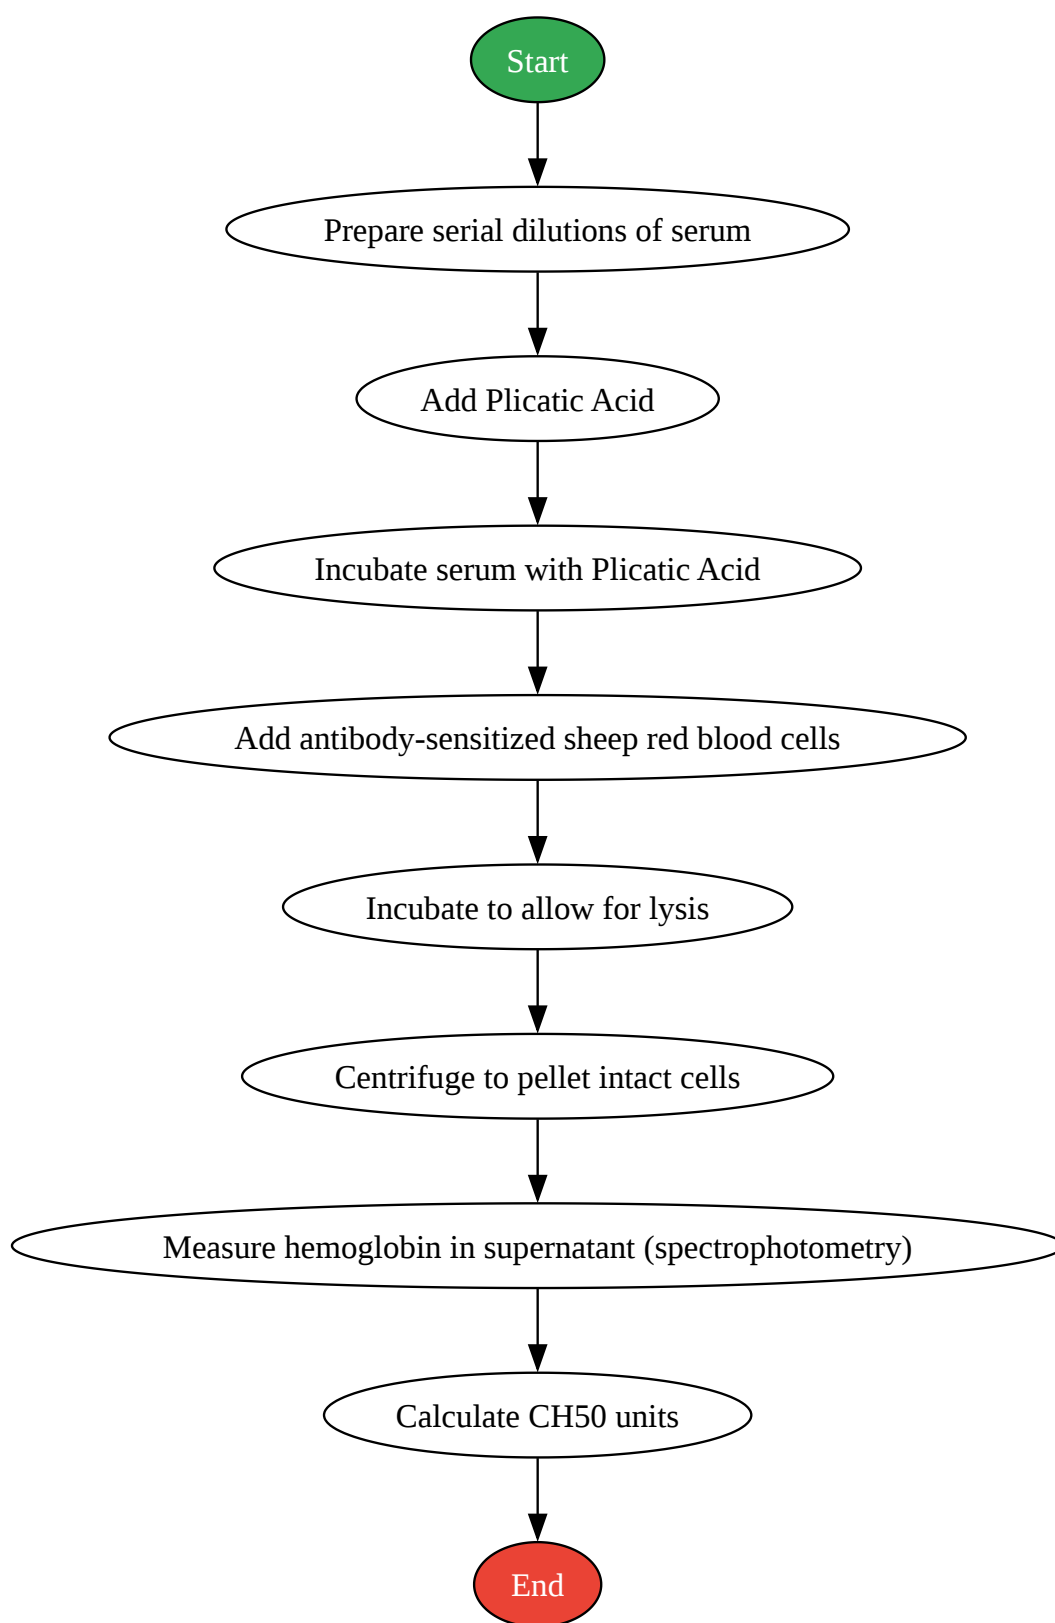 Start
Prepare serial dilutions of serum
Add Plicatic Acid
Incubate serum with Plicatic Acid
Add antibody-sensitized sheep red blood cells
Incubate to allow for lysis
Centrifuge to pellet intact cells
Measure hemoglobin in supernatant (spectrophotometry)
Calculate CH50 units
End